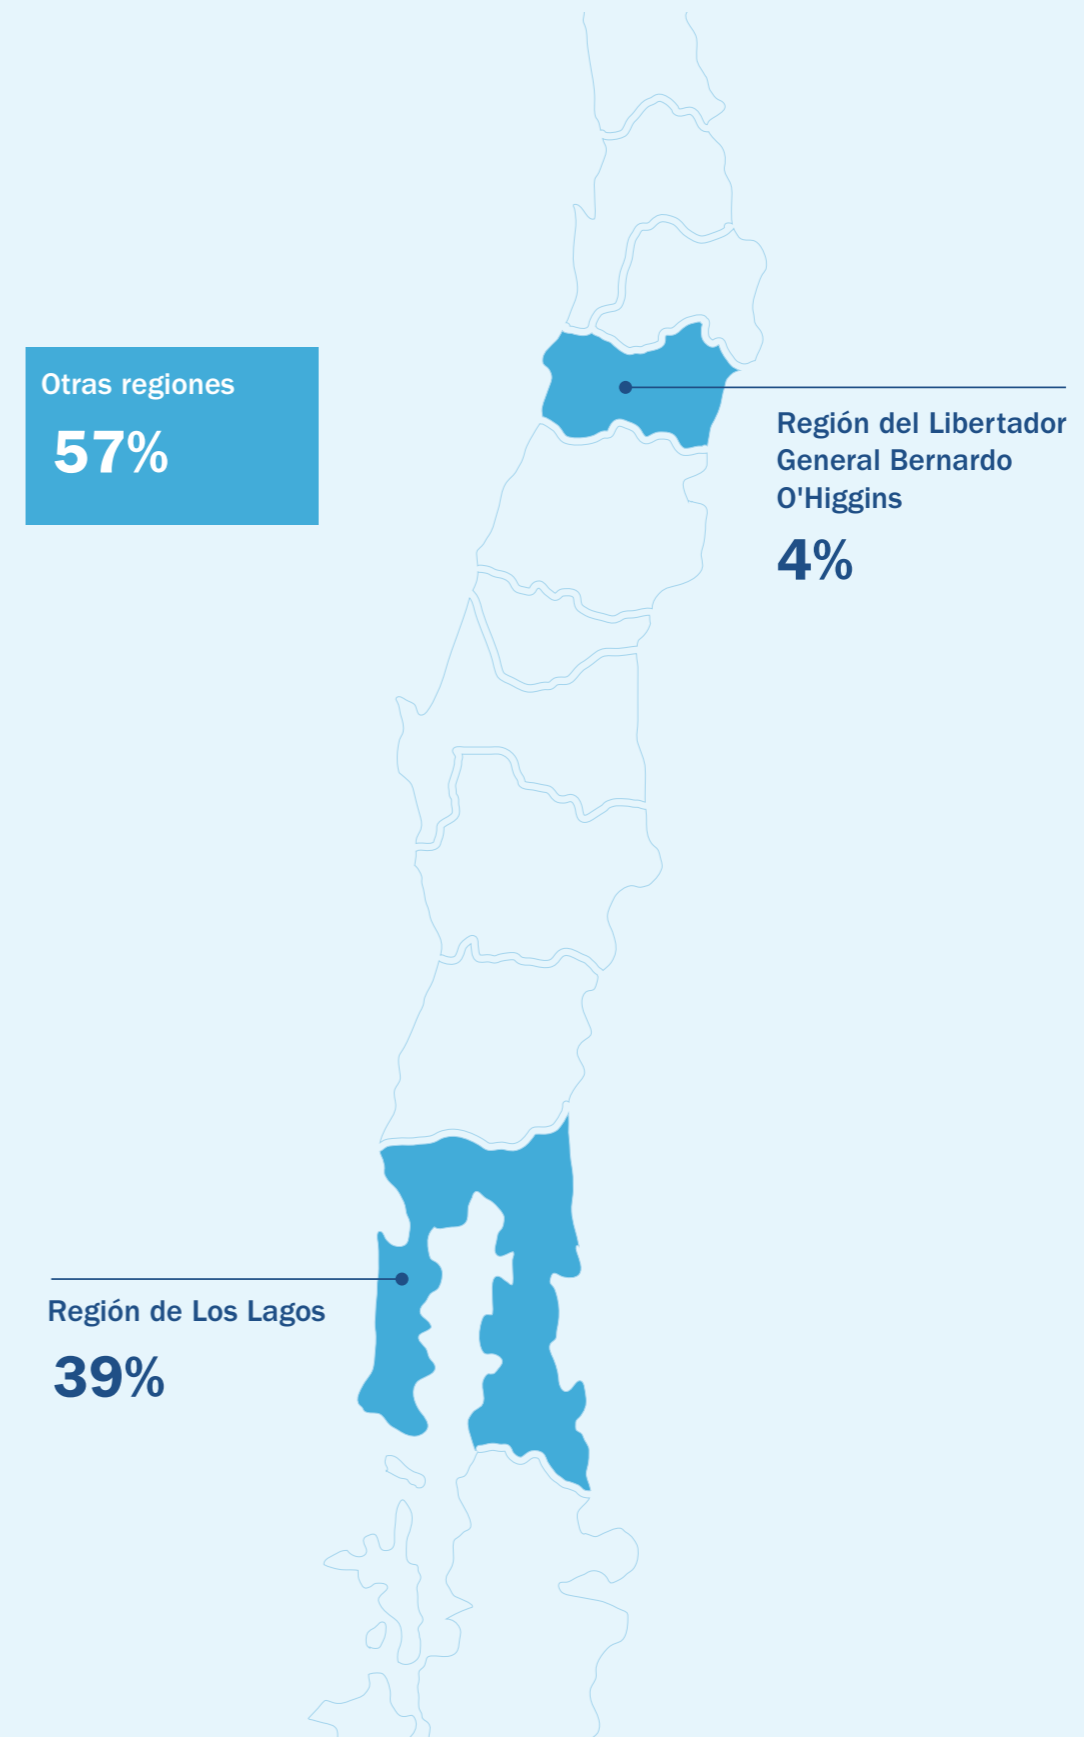 Otras regiones
57%
Región del Libertador
General Bernardo
O'Higgins
4%
Región de Los Lagos
39%